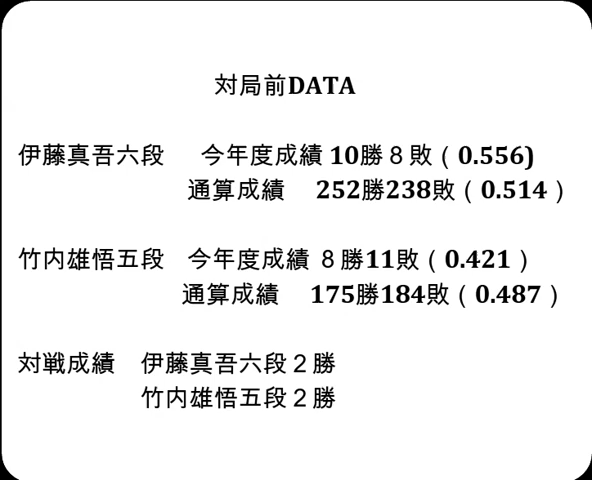 対局前DATA
伊藤真吾六段 今年度成績 10勝８敗（ 0.556)
通算成績 252勝238敗（ 0.514 ）
竹内雄悟五段 今年度成績 ８勝11敗（ 0.421 ）
通算成績 175勝184敗（ 0.487 ）
対戦成績 伊藤真吾六段２勝
竹内雄悟五段２勝